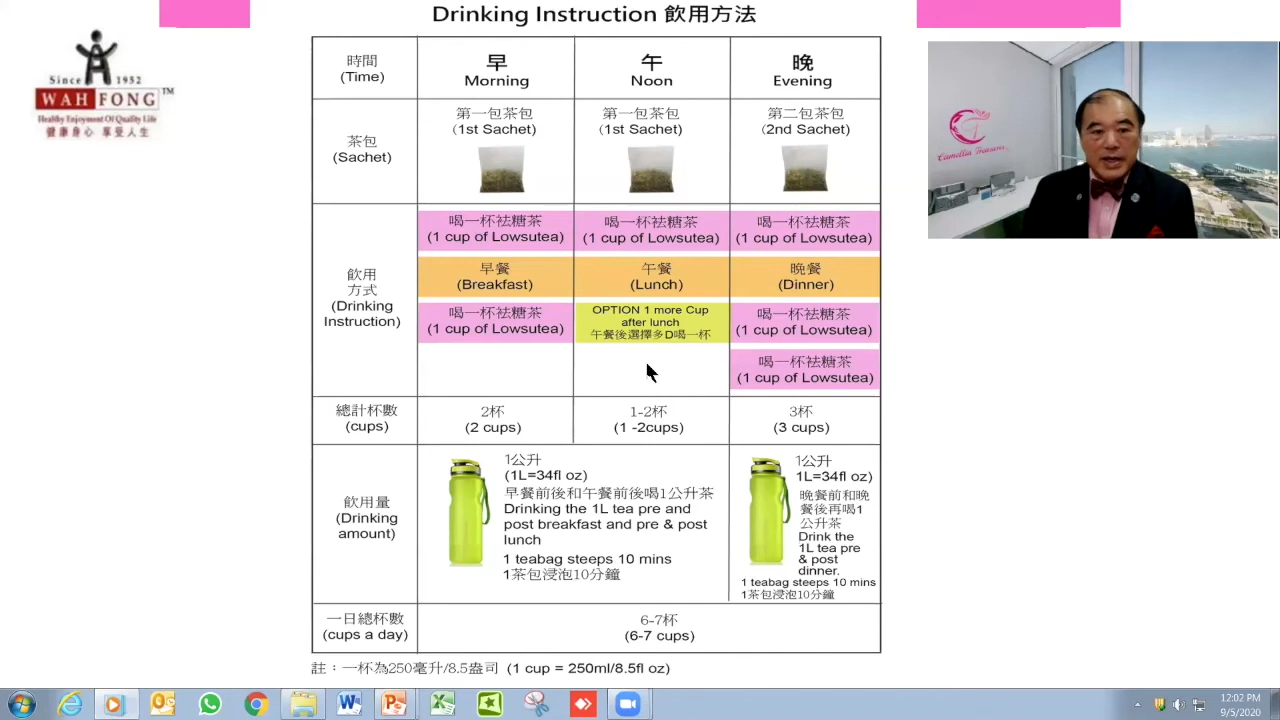 Drinking Instruction 飲用方法
Since 1952
WAH FONG TM
Healthy Enjoyment Of Quality Life
健康身心 享受人生
Camellia Treasures
時間
(Time)
早
Morning
午
Noon
晚
Evening
茶包
(Sachet)
第一包茶包
(1st Sachet)
第一包茶包
(1st Sachet)
第二包茶包
(2nd Sachet)
飲用
方式
(Drinking
Instruction)
喝一杯祛糖茶
(1 cup of Lowsutea)
喝一杯祛糖茶
(1 cup of Lowsutea)
喝一杯祛糖茶
(1 cup of Lowsutea)
早餐
(Breakfast)
午餐
(Lunch)
晚餐
(Dinner)
喝一杯祛糖茶
(1 cup of Lowsutea)
OPTION 1 more Cup
after lunch
午餐後選擇多D喝一杯
喝一杯祛糖茶
(1 cup of Lowsutea)
喝一杯祛糖茶
(1 cup of Lowsutea)
總計杯數
(cups)
2杯
(2 cups)
1-2杯
(1 -2cups)
3杯
(3 cups)
飲用量
(Drinking
amount)
1公升
(1L=34fl oz)
早餐前後和午餐前後喝1公升茶
Drinking the 1L tea pre and
post breakfast and pre & post
lunch
1 teabag steeps 10 mins
1茶包浸泡10分鐘
1公升
1L=34fl oz)
晚餐前和晚
餐後再喝1
公升茶
Drink the
1L tea pre
& post
dinner.
1 teabag steeps 10 mins
1茶包浸泡10分鐘
一日總杯數
(cups a day)
6-7杯
(6-7 cups)
註：一杯為250毫升/8.5盎司 (1 cup = 250ml/8.5fl oz)
12:02 PM
9/5/2020